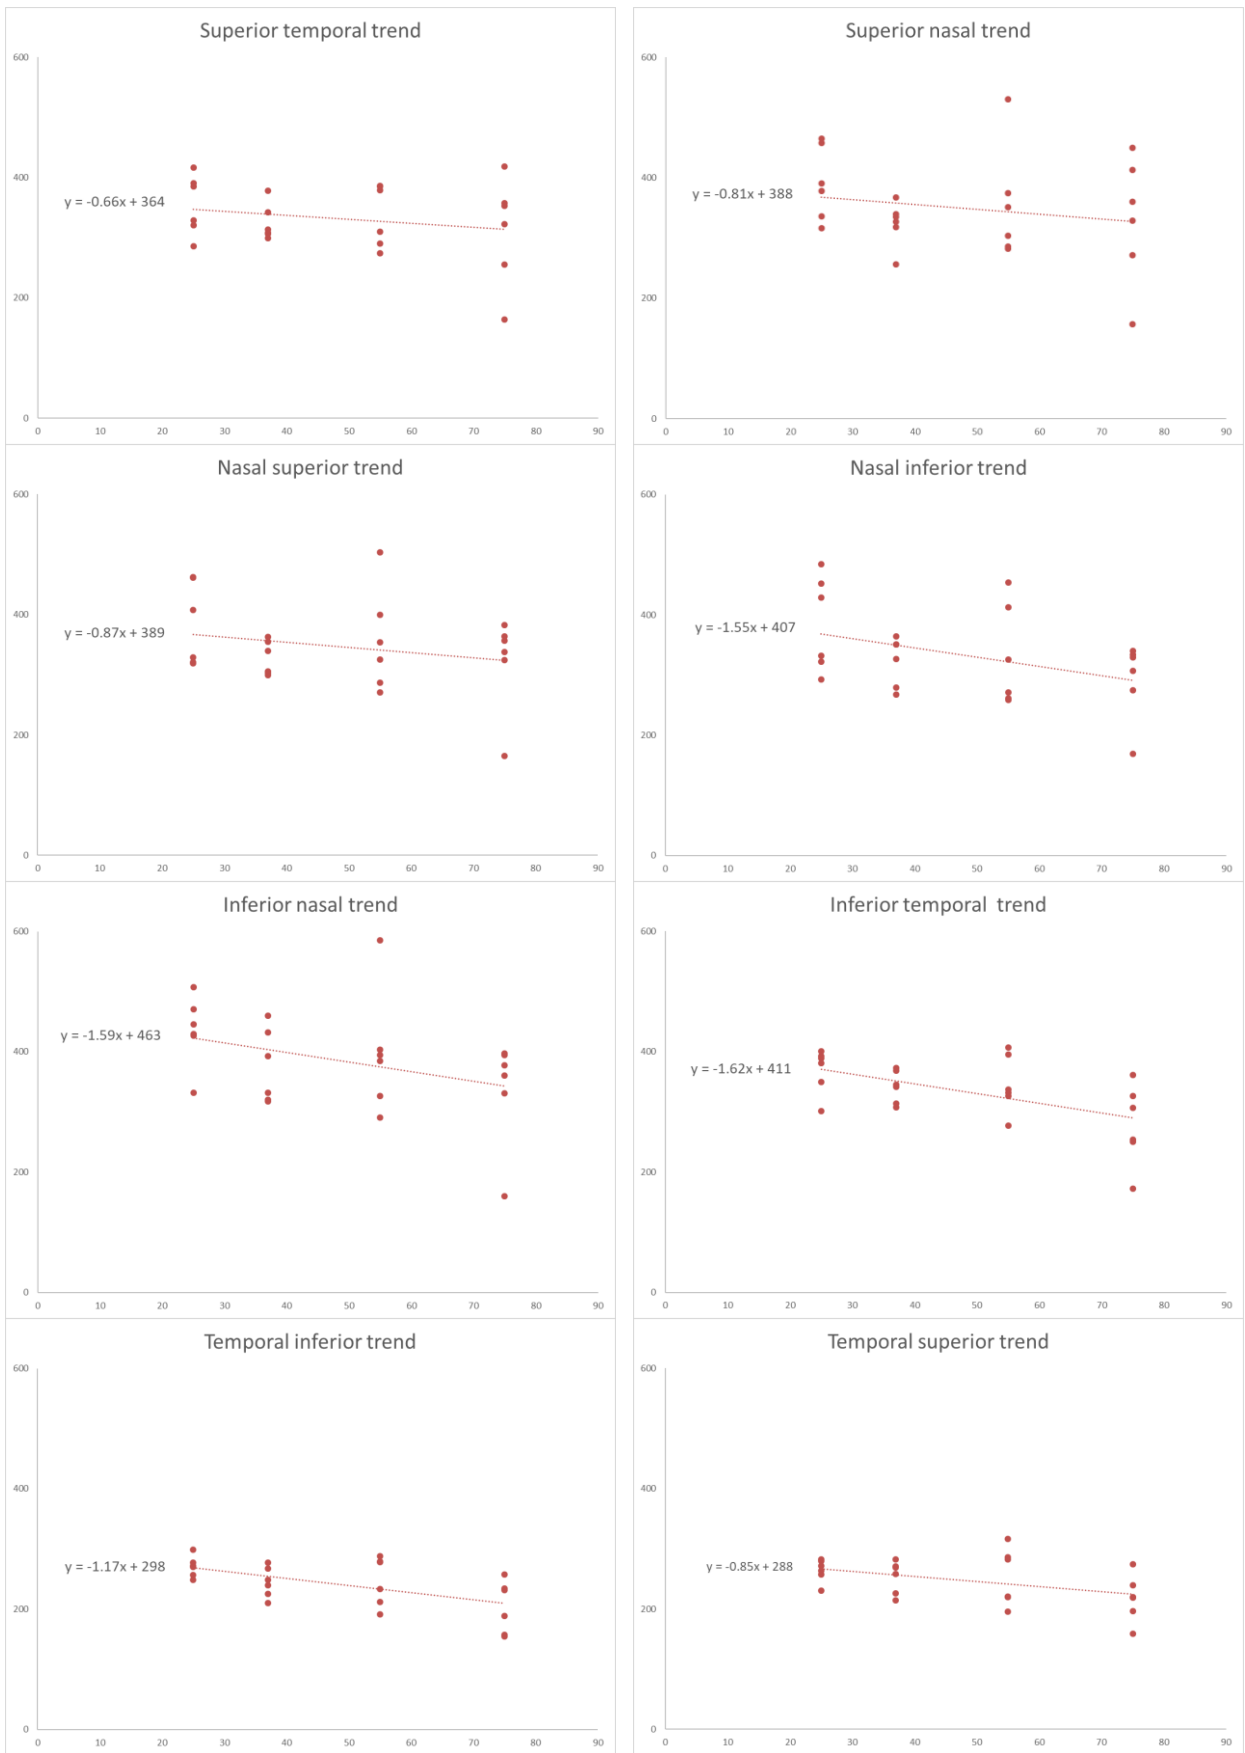 Superior temporal trend
600
400
y = -0.66x + 364
200
0
0 10 20 30 40 50 60 70 80 90
Superior nasal trend
600
400
y = -0.81x + 388
200
0
0 10 20 30 40 50 60 70 80 90
Nasal superior trend
600
400
y = -0.87x + 389
200
0
0 10 20 30 40 50 60 70 80 90
Nasal inferior trend
600
400
y = -1.55x + 407
200
0
0 10 20 30 40 50 60 70 80 90
Inferior nasal trend
600
400
y = -1.59x + 463
200
0
0 10 20 30 40 50 60 70 80 90
Inferior temporal trend
600
400
y = -1.62x + 411
200
0
0 10 20 30 40 50 60 70 80 90
Temporal inferior trend
600
400
y = -1.17x + 298
200
0
0 10 20 30 40 50 60 70 80 90
Temporal superior trend
600
400
y = -0.85x + 288
200
0
0 10 20 30 40 50 60 70 80 90